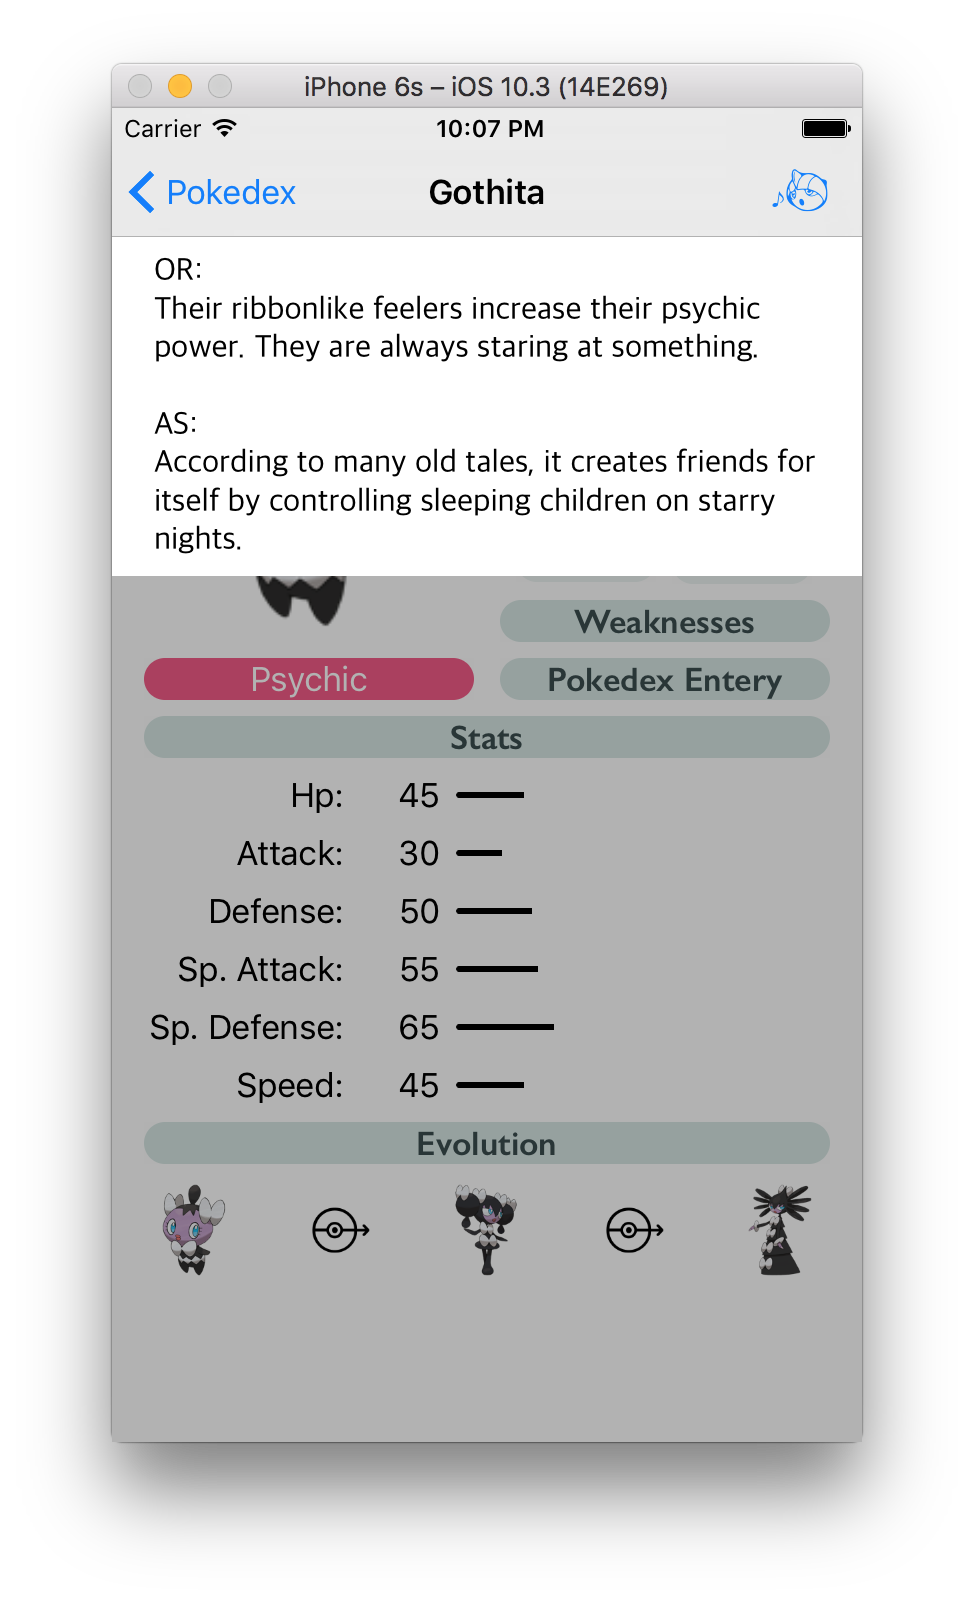 iPhone 6s – iOS 10.3 (14E269)
Carrier 10:07 PM
Pokedex Gothita
OR:
Their ribbonlike feelers increase their psychic
power. They are always staring at something.
AS:
According to many old tales, it creates friends for
itself by controlling sleeping children on starry
nights.
Weaknesses
Psychic Pokedex Entery
Stats
Hp: 45
Attack: 30
Defense: 50
Sp. Attack: 55
Sp. Defense: 65
Speed: 45
Evolution